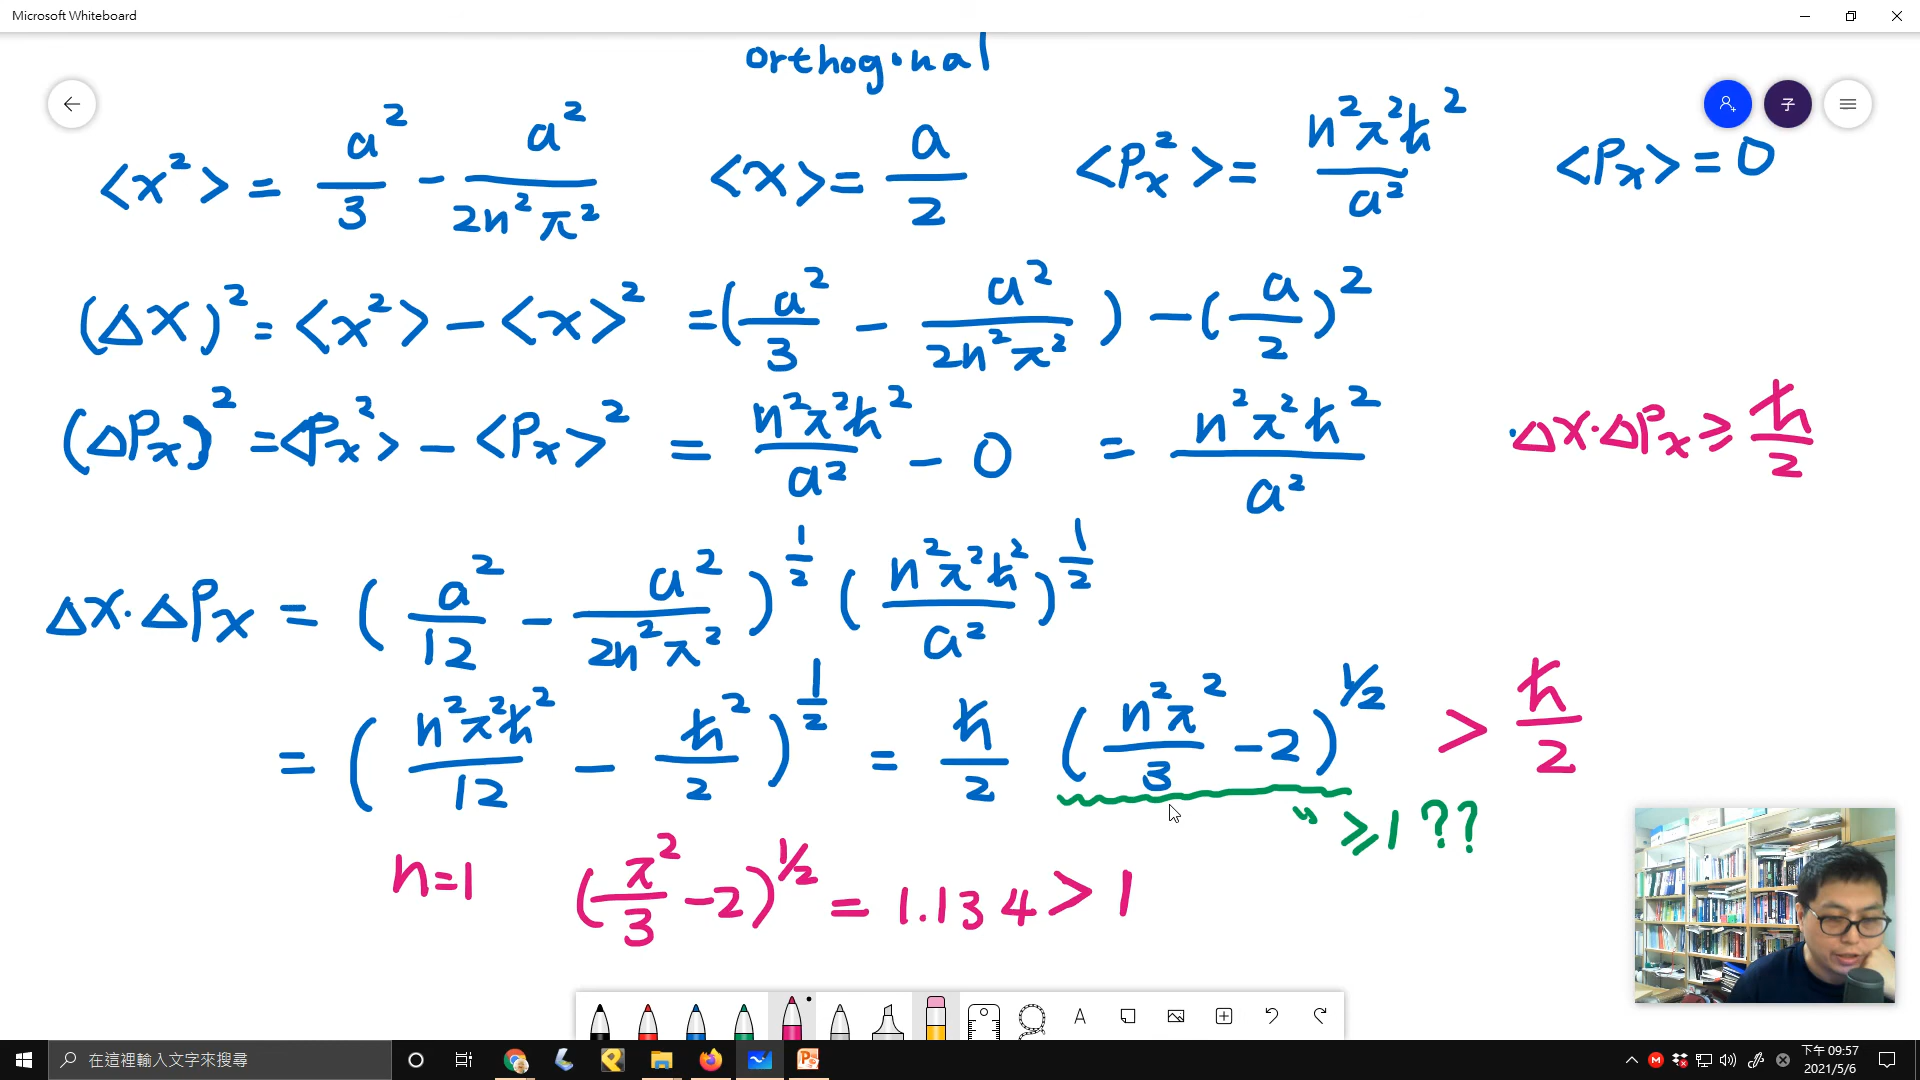 Microsoft Whiteboard
orthogonal
子
<x²> = a²/3 - a²/2n²π² <x> = a/2 <Px²> = n²π²ħ²/a² <Px> = 0
(Δx)² = <x²> - <x>² = (a²/3 - a²/2n²π²) - (a/2)²
(ΔPx)² = <Px²> - <Px>² = n²π²ħ²/a² - 0 = n²π²ħ²/a²
Δx·ΔPx ≥ ħ/2
Δx·ΔPx = (a²/12 - a²/2n²π²)^1/2 (n²π²ħ²/a²)^1/2
= (n²π²ħ²/12 - ħ²/2)^1/2 = ħ/2 (n²π²/3 - 2)^1/2 > ħ/2
≥1 ??
n=1 (π²/3 - 2)^1/2 = 1.134 > 1
A
在這裡輸入文字來搜尋
下午 09:57
2021/5/6